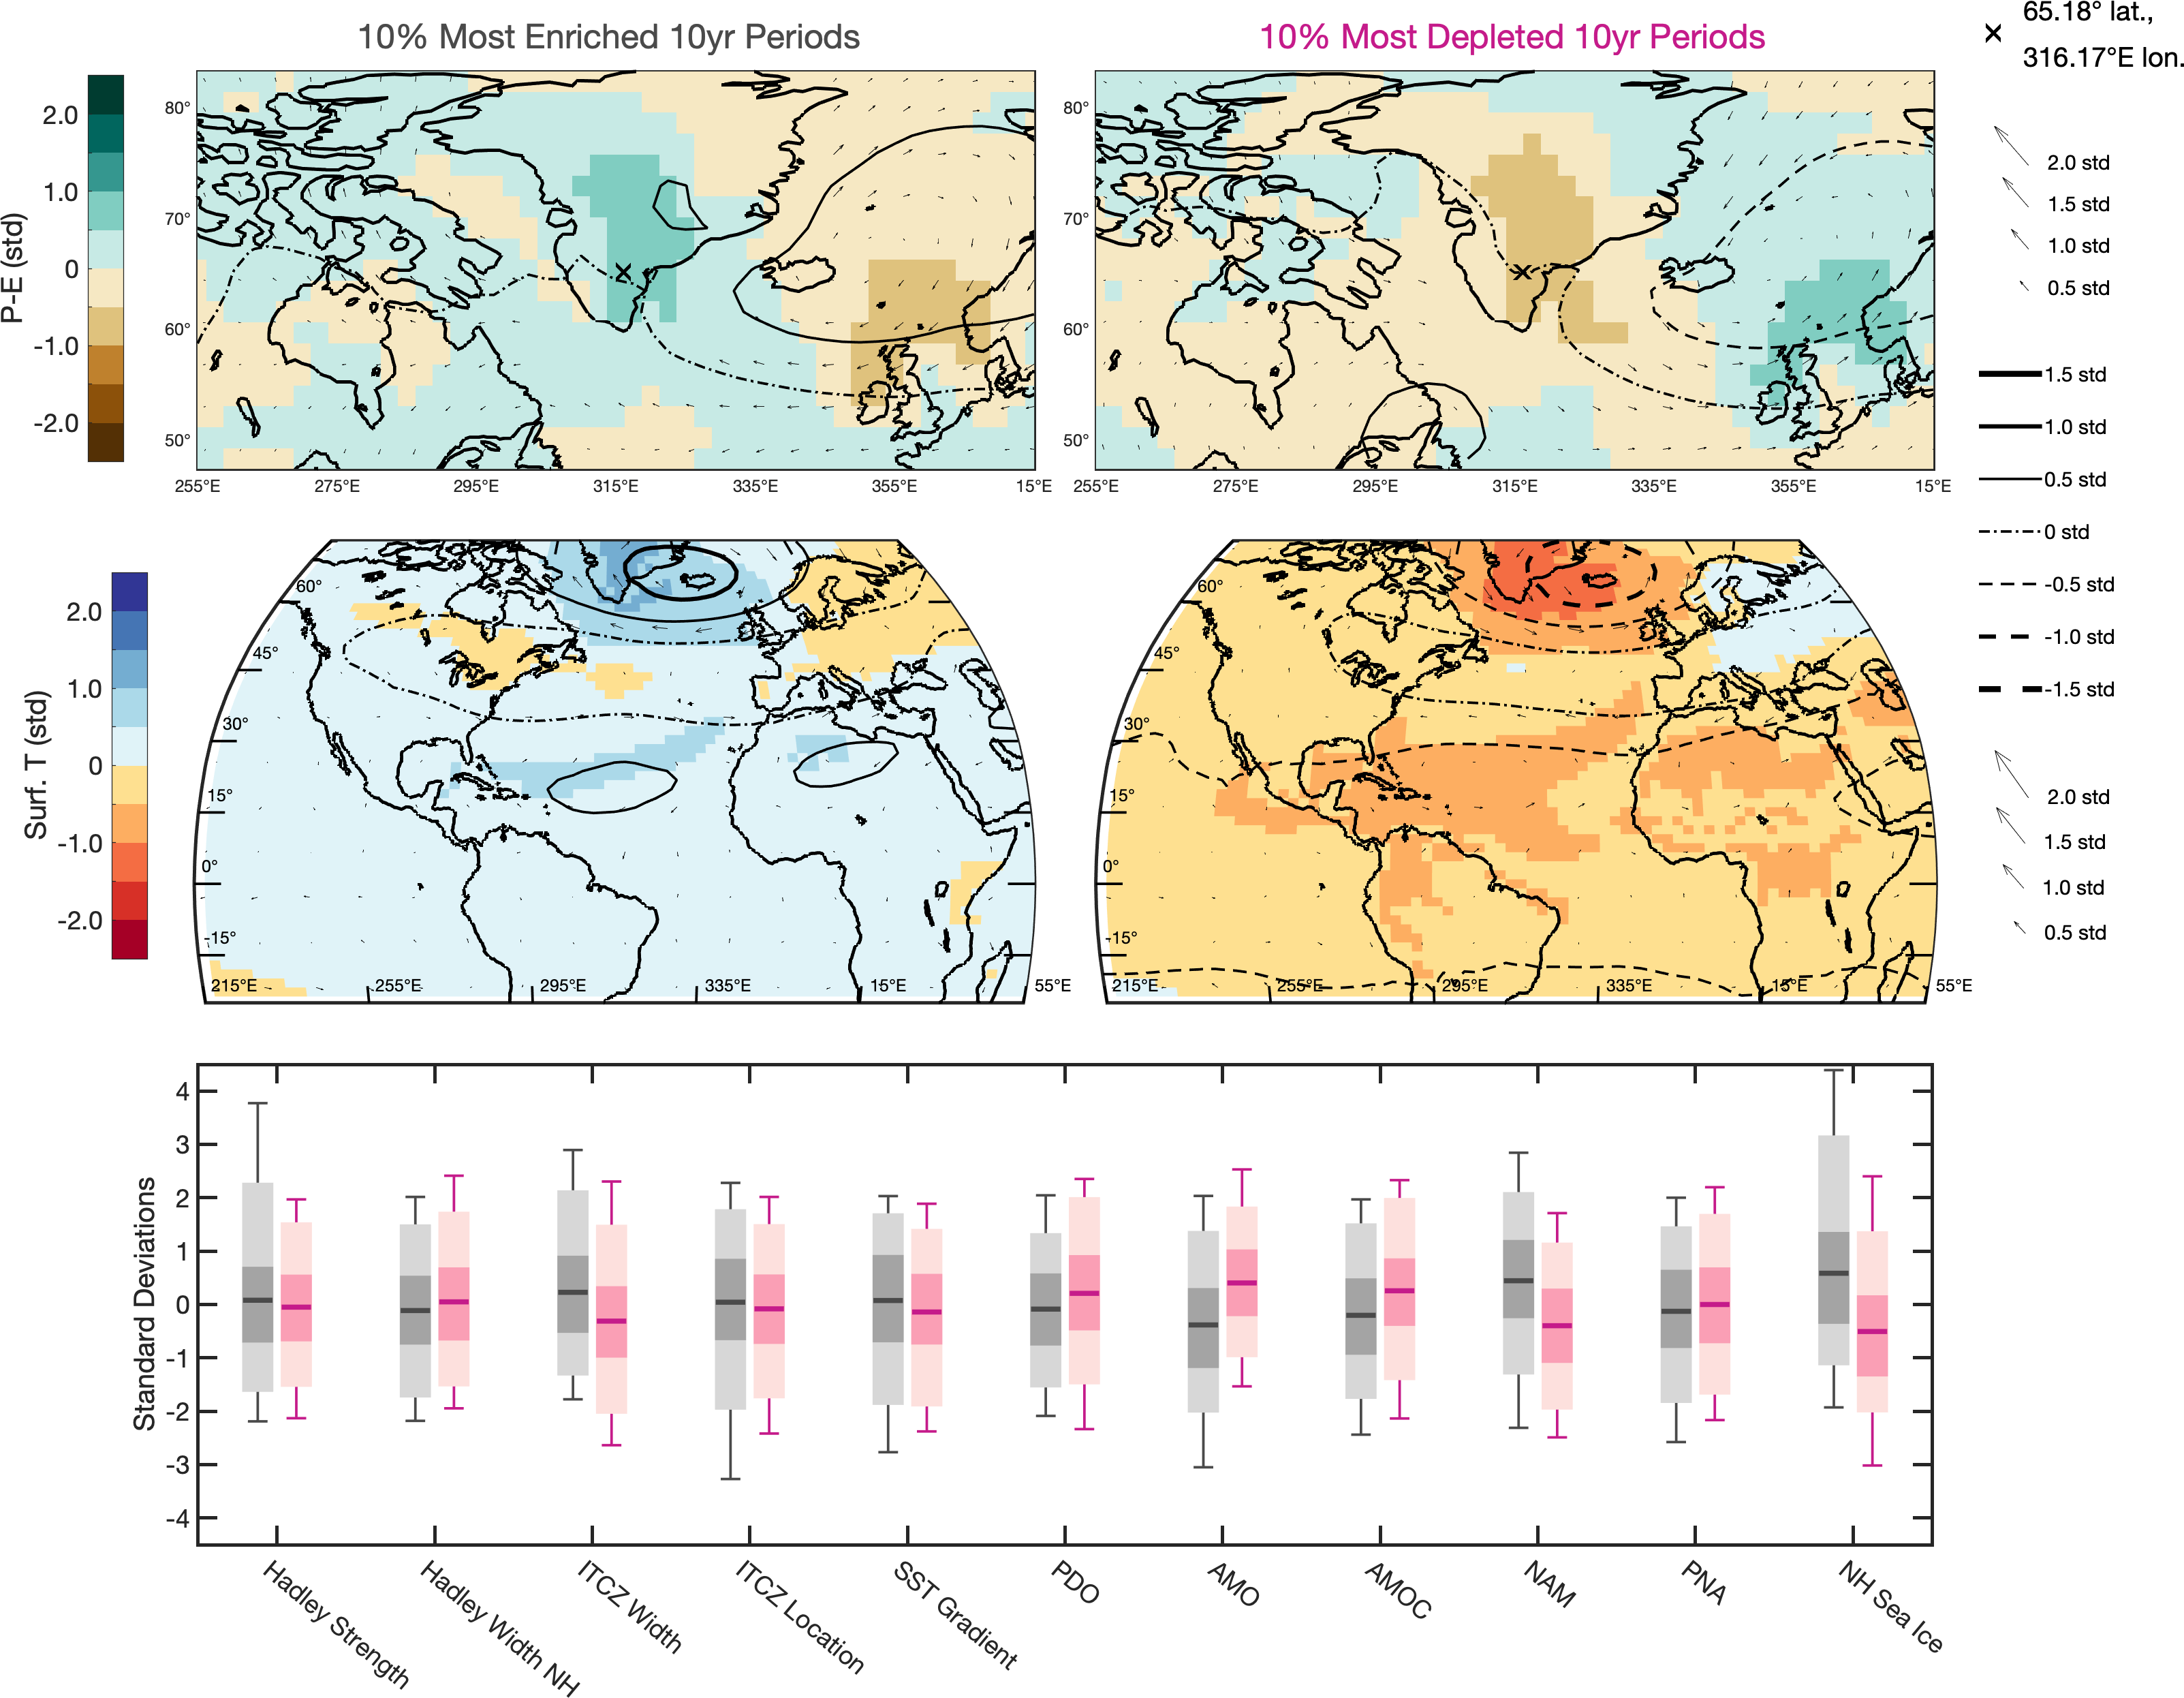 10% Most Enriched 10yr Periods
10% Most Depleted 10yr Periods
65.18° lat.,
316.17°E lon.
P-E (std)
2.0
1.0
0
-1.0
-2.0
80°
70°
60°
50°
255°E
275°E
295°E
315°E
335°E
355°E
15°E
80°
70°
60°
50°
255°E
275°E
295°E
315°E
335°E
355°E
15°E
2.0 std
1.5 std
1.0 std
0.5 std
1.5 std
1.0 std
0.5 std
0 std
-0.5 std
-1.0 std
-1.5 std
Surf. T (std)
2.0
1.0
0
-1.0
-2.0
60°
45°
30°
15°
0°
-15°
215°E
255°E
295°E
335°E
15°E
55°E
60°
45°
30°
15°
0°
-15°
215°E
255°E
295°E
335°E
15°E
55°E
2.0 std
1.5 std
1.0 std
0.5 std
Standard Deviations
4
3
2
1
0
-1
-2
-3
-4
Hadley Strength
Hadley Width NH
ITCZ Width
ITCZ Location
SST Gradient
PDO
AMO
AMOC
NAM
PNA
NH Sea Ice